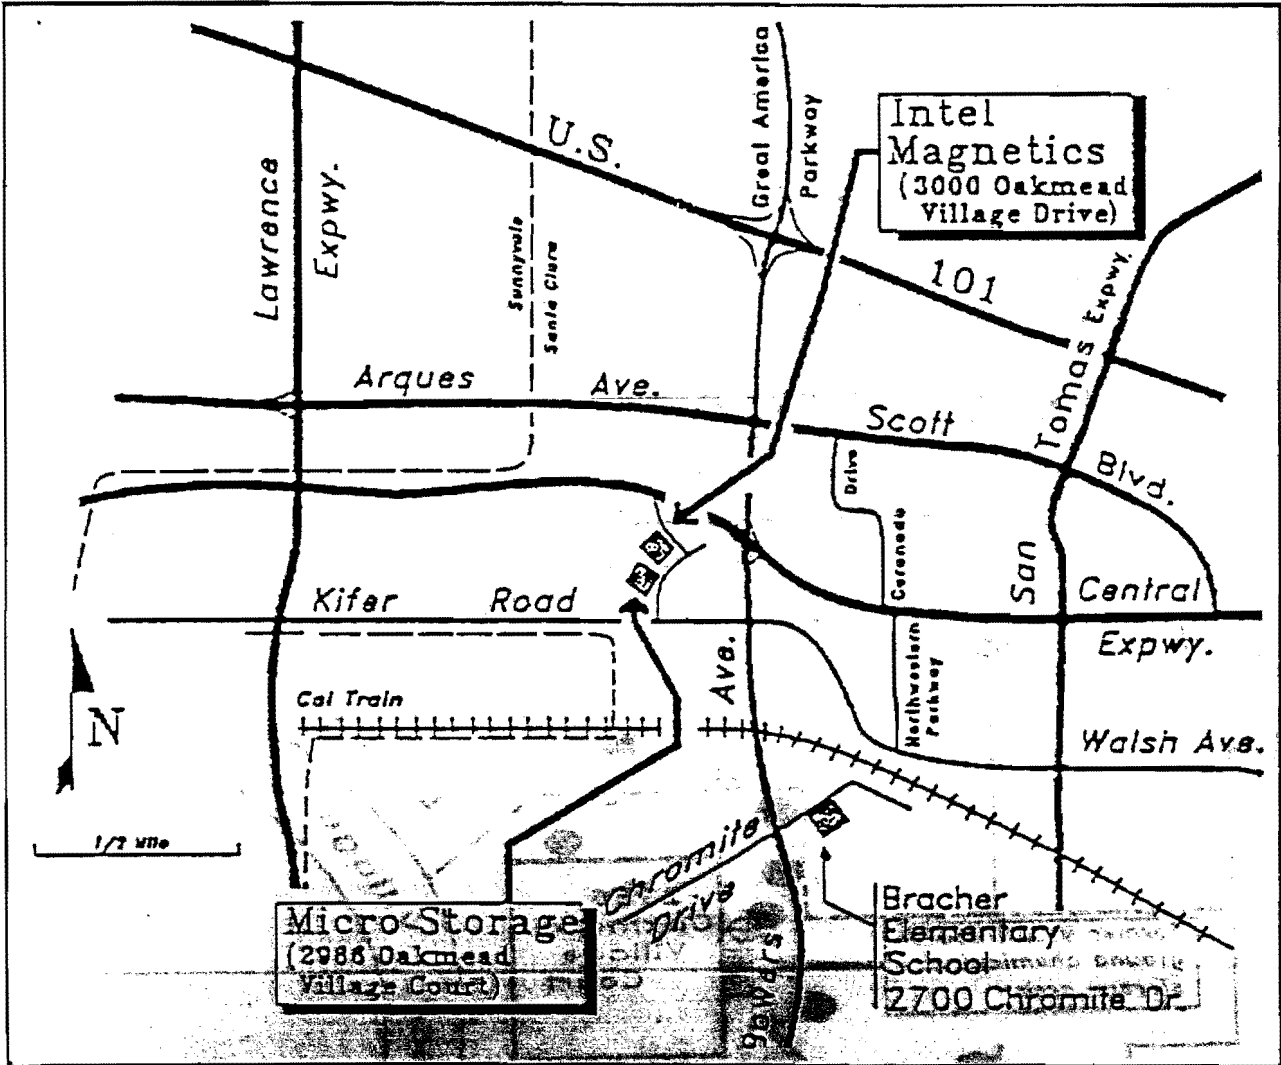 Great America
Parkway
Intel
Magnetics
(3000 Oakmead
Village Drive)
U.S.
101
Lawrence
Expwy.
Sunnyvale
Santa Clara
Tomas Expwy.
San
Arques Ave.
Scott
Blvd.
Drive
Coronado
Kifer Road
Central
Expwy.
Northwestern
Parkway
Ave.
Cal Train
N
Walsh Ave.
1/2 Mile
Chromite
Drive
Micro Storage
(2986 Oakmead
Village Court)
Bowers
Bracher
Elementary
School
2700 Chromite Dr.